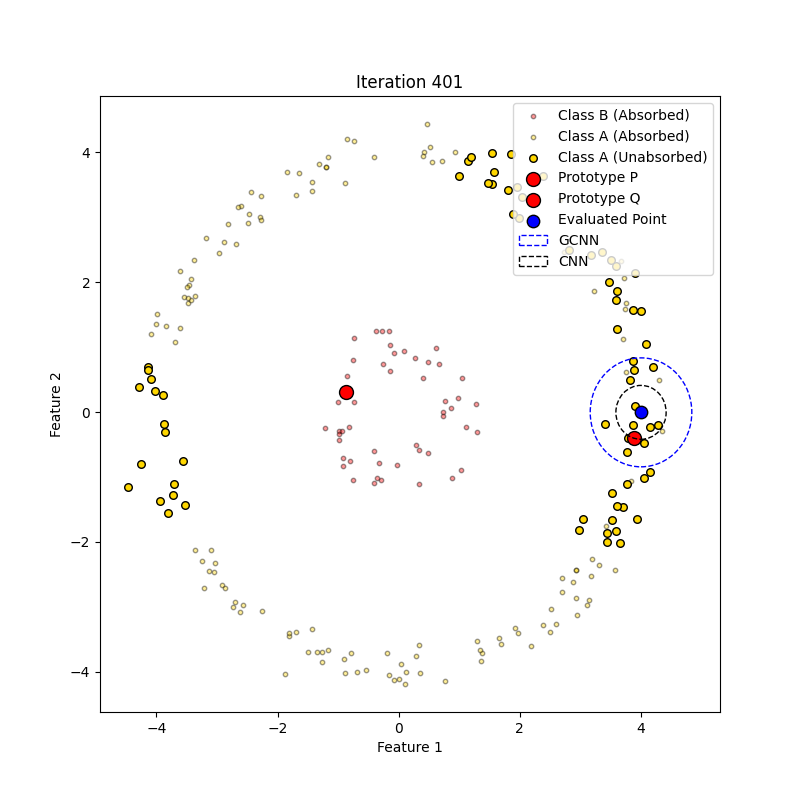 Iteration 401
Class B (Absorbed)
Class A (Absorbed)
Class A (Unabsorbed)
Prototype P
Prototype Q
Evaluated Point
GCNN
CNN
Feature 2
4
2
0
−2
−4
−4
−2
0
2
4
Feature 1